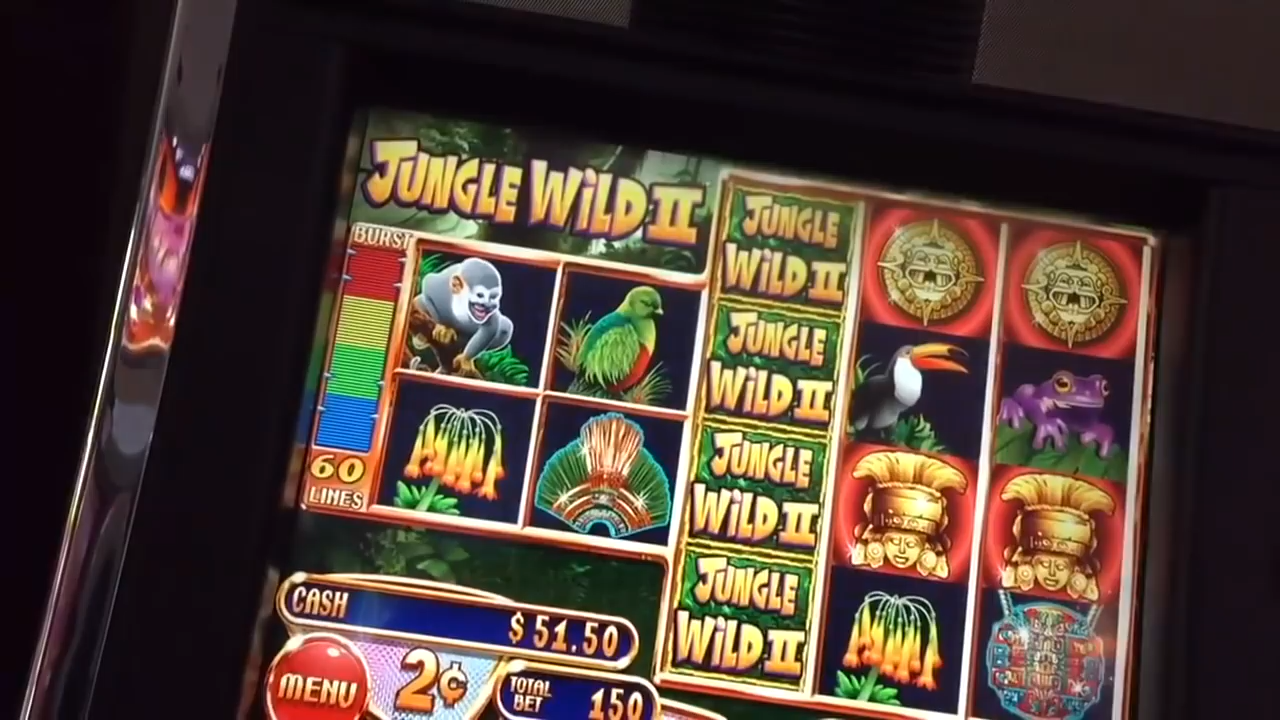 JUNGLE WILD II
BURST
60
LINES
JUNGLE
WILD II
JUNGLE
WILD II
JUNGLE
WILD II
JUNGLE
WILD II
CASH
$51.50
MENU
2¢
TOTAL
BET
150